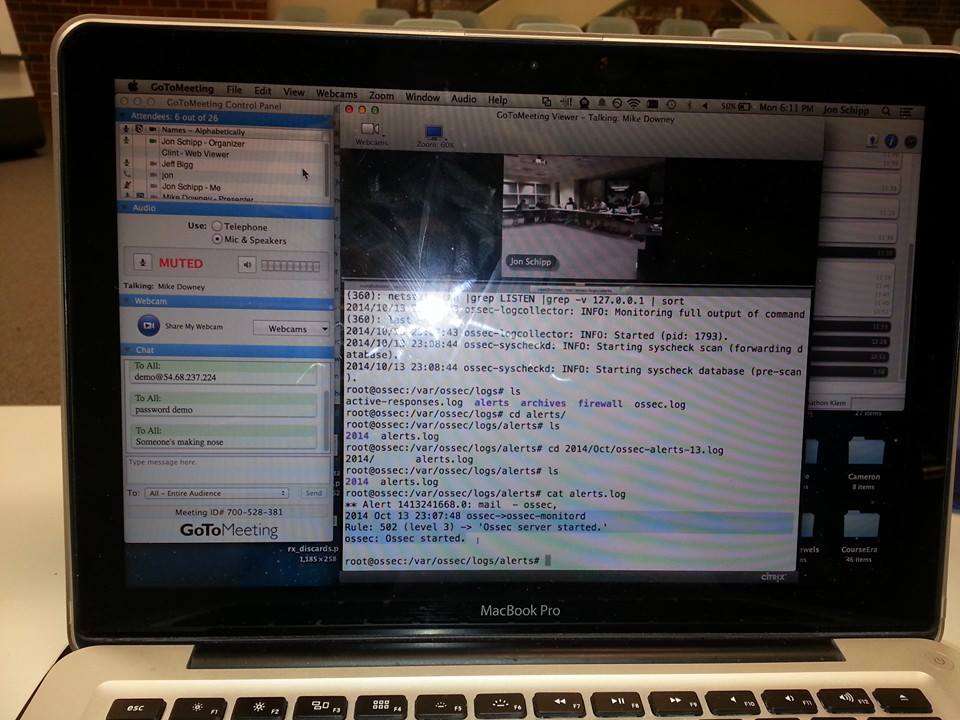 GoToMeeting File Edit View Webcams Zoom Window Audio Help 50% Mon 6:11 PM Jon Schipp
GoToMeeting Control Panel
Attendees: 6 out of 26
Names - Alphabetically
Jon Schipp - Organizer
Clint - Web Viewer
Jeff Bigg
jon
Jon Schipp - Me
Mike Downey - Presenter
Audio
Use: Telephone
Mic & Speakers
MUTED
Talking: Mike Downey
Webcam
Share My Webcam
Webcams
Chat
To All:
demo@54.68.237.224
To All:
password demo
To All:
Someone's making nose
Type message here.
To: All - Entire Audience
Send
Meeting ID# 700-528-381
GoToMeeting
GoToMeeting Viewer - Talking: Mike Downey
Webcams
Zoom: 60%
Jon Schipp
(360): |grep LISTEN |grep -v 127.0.0.1 | sort
2014/10/13 ossec-logcollector: INFO: Monitoring full output of command
(360): last
2014/10/13 ossec-logcollector: INFO: Started (pid: 1793).
2014/10/13 23:08:44 ossec-syscheckd: INFO: Starting syscheck scan (forwarding d
atabase).
2014/10/13 23:08:44 ossec-syscheckd: INFO: Starting syscheck database (pre-scan
).
root@ossec:/var/ossec/logs# ls
active-responses.log alerts archives firewall ossec.log
root@ossec:/var/ossec/logs# cd alerts/
root@ossec:/var/ossec/logs/alerts# ls
2014 alerts.log
root@ossec:/var/ossec/logs/alerts# cd 2014/Oct/ossec-alerts-13.log
2014/ alerts.log
root@ossec:/var/ossec/logs/alerts# ls
2014 alerts.log
root@ossec:/var/ossec/logs/alerts# cat alerts.log
** Alert 1413241668.0: mail - ossec,
2014 Oct 13 23:07:48 ossec->ossec-monitord
Rule: 502 (level 3) -> 'Ossec server started.'
ossec: Ossec started.
root@ossec:/var/ossec/logs/alerts#
CITRIX
rx_discards.p
1,185 x 258
27 items
Cameron
8 items
CourseEra
46 items
MacBook Pro
esc F1 F2 F3 F4 F5 F6 F7 F8 F9 F10 F11 F12